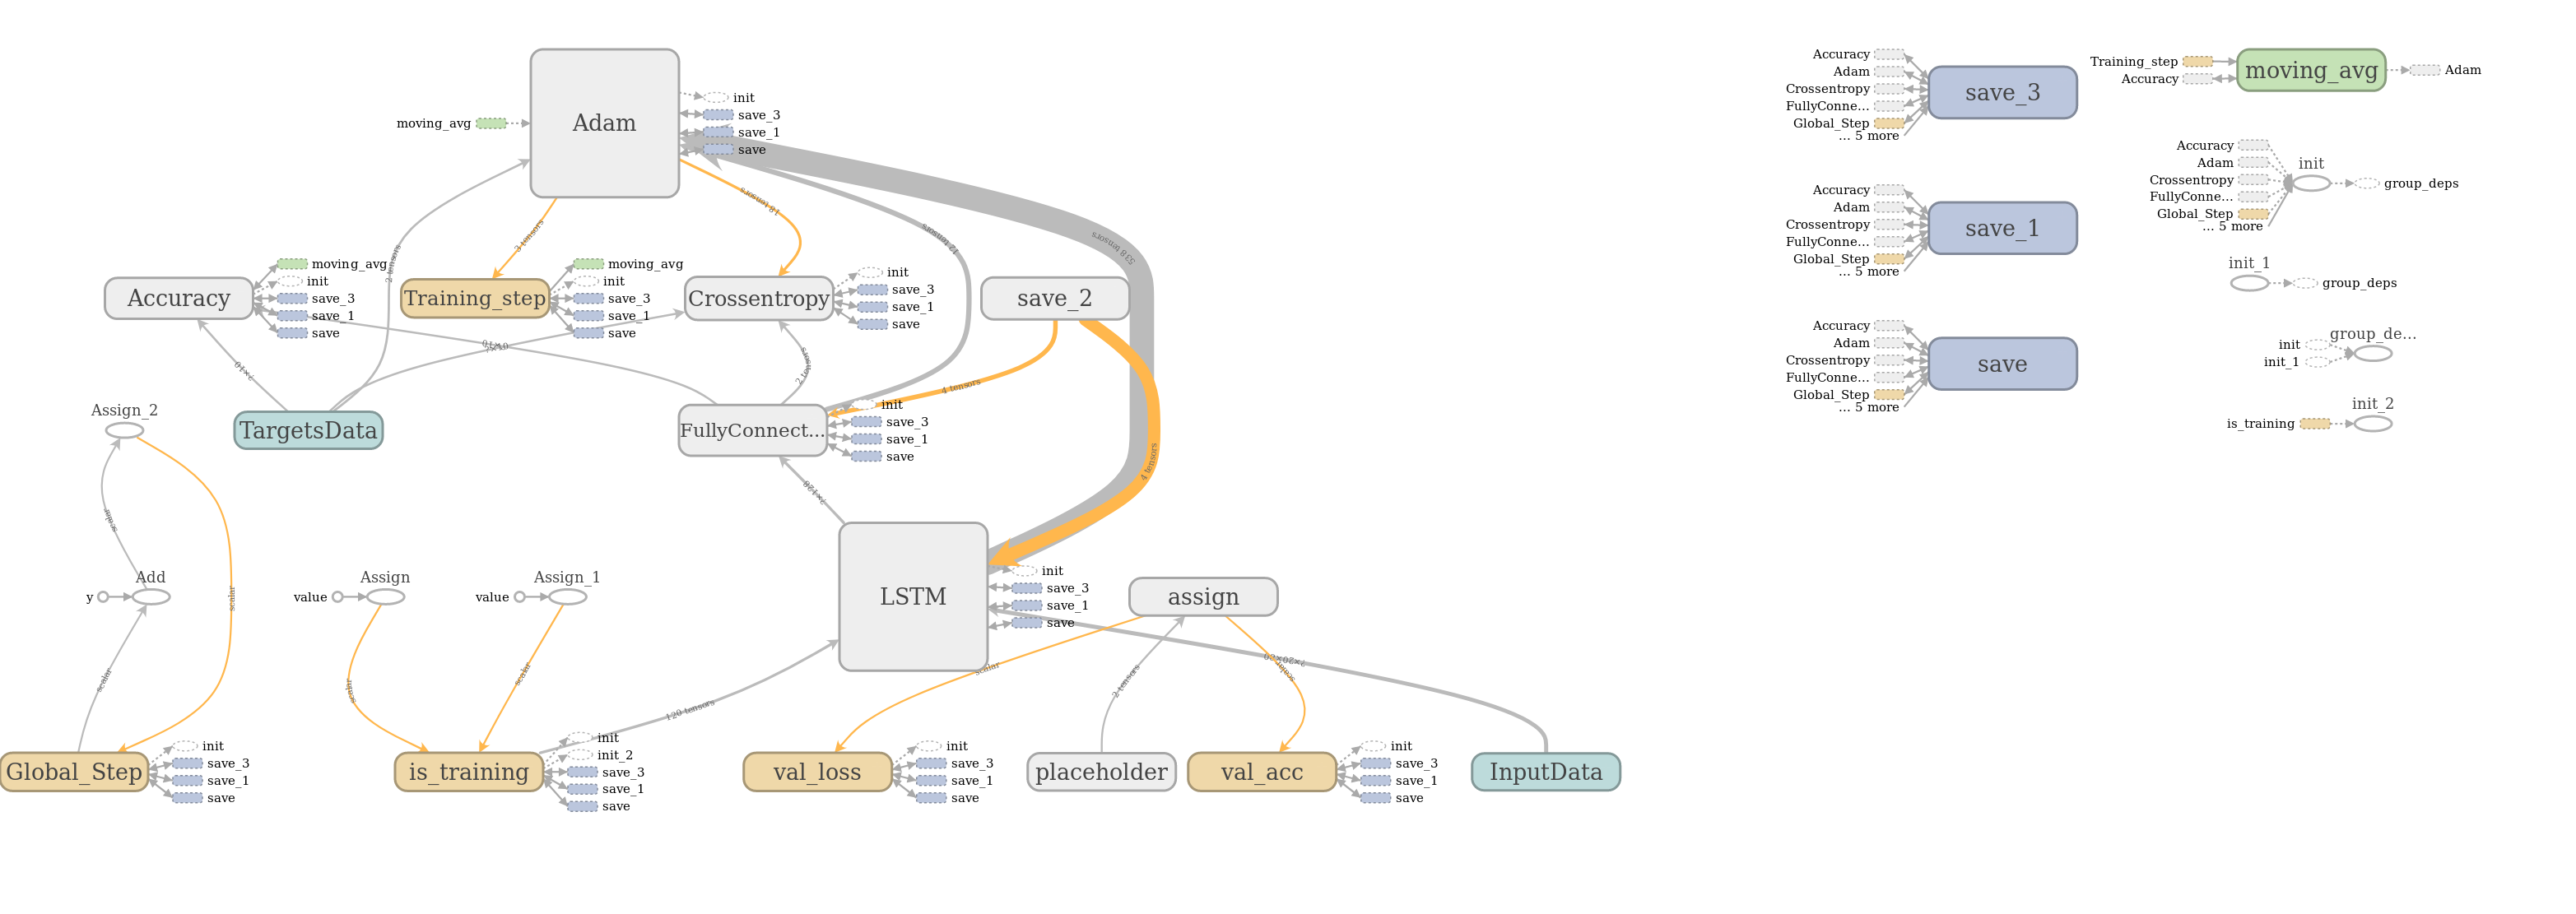 Adam
moving_avg
init
save_3
save_1
save
2 tensors
3 tensors
18 tensors
12 tensors
538 tensors
Accuracy
moving_avg
init
save_3
save_1
save
Training_step
moving_avg
init
save_3
save_1
save
Crossentropy
init
save_3
save_1
save
save_2
?×10
2 tensors
4 tensors
4 tensors
TargetsData
FullyConnect...
init
save_3
save_1
save
?×128
Assign_2
scalar
scalar
Add
y
scalar
Assign
value
scalar
Assign_1
value
scalar
LSTM
init
save_3
save_1
save
assign
scalar
2 tensors
scalar
?×20×29
120 tensors
Global_Step
init
save_3
save_1
save
is_training
init
init_2
save_3
save_1
save
val_loss
init
save_3
save_1
save
placeholder
val_acc
init
save_3
save_1
save
InputData
Accuracy
Adam
Crossentropy
FullyConne...
Global_Step
... 5 more
save_3
Accuracy
Adam
Crossentropy
FullyConne...
Global_Step
... 5 more
save_1
Accuracy
Adam
Crossentropy
FullyConne...
Global_Step
... 5 more
save
Training_step
Accuracy
moving_avg
Adam
Accuracy
Adam
Crossentropy
FullyConne...
Global_Step
... 5 more
init
group_deps
init_1
group_deps
group_de...
init
init_1
init_2
is_training